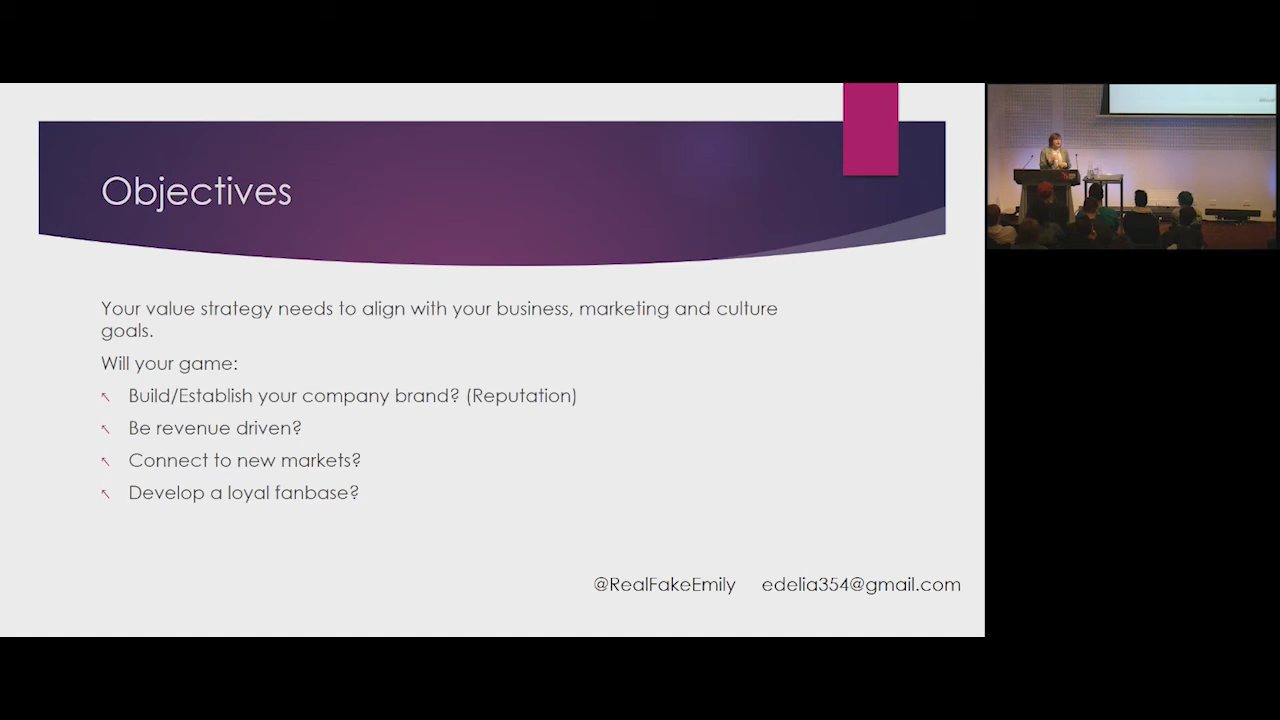 Objectives
Your value strategy needs to align with your business, marketing and culture
goals.
Will your game:
Build/Establish your company brand? (Reputation)
Be revenue driven?
Connect to new markets?
Develop a loyal fanbase?
@RealFakeEmily edelia354@gmail.com